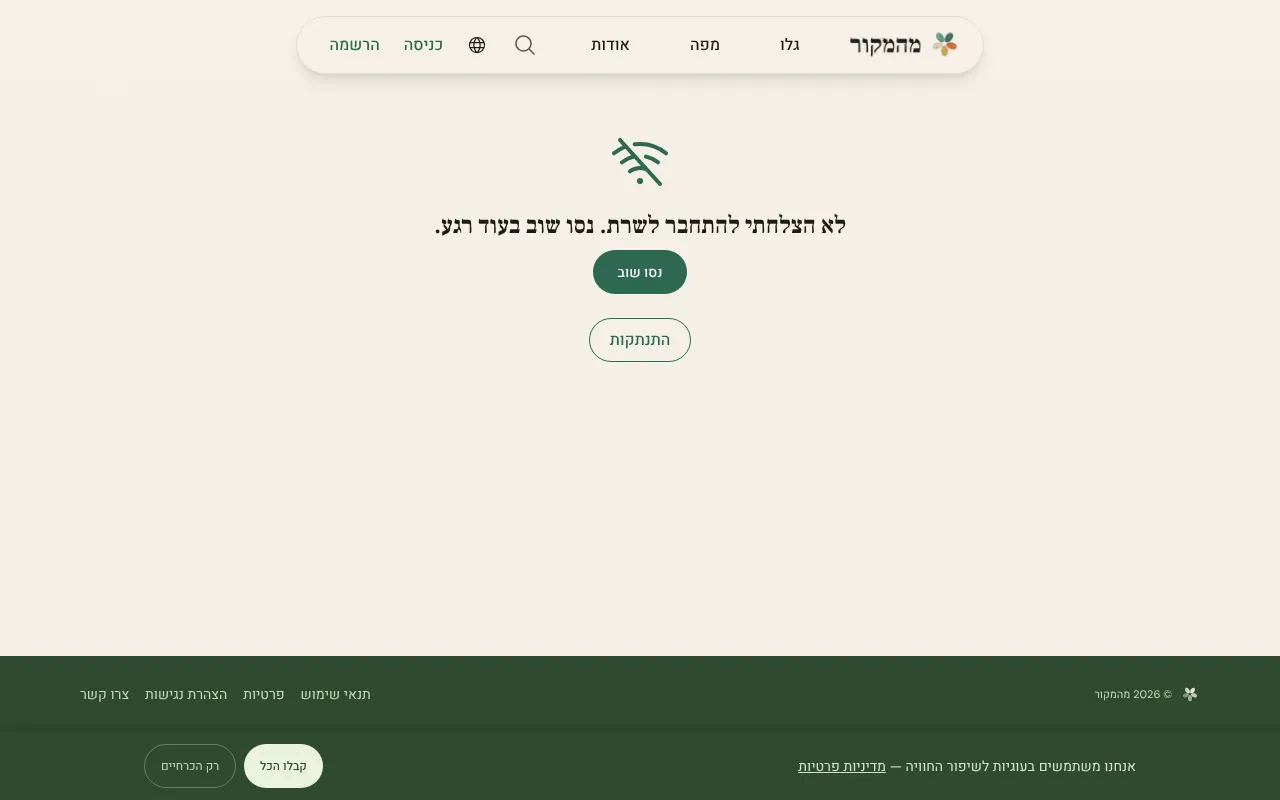 מהמקור
גלו
מפה
אודות
כניסה
הרשמה
לא הצלחתי להתחבר לשרת. נסו שוב בעוד רגע.
נסו שוב
התנתקות
© 2026 מהמקור
תנאי שימוש
פרטיות
הצהרת נגישות
צרו קשר
אנחנו משתמשים בעוגיות לשיפור החוויה — מדיניות פרטיות
קבלו הכל
רק הכרחיים